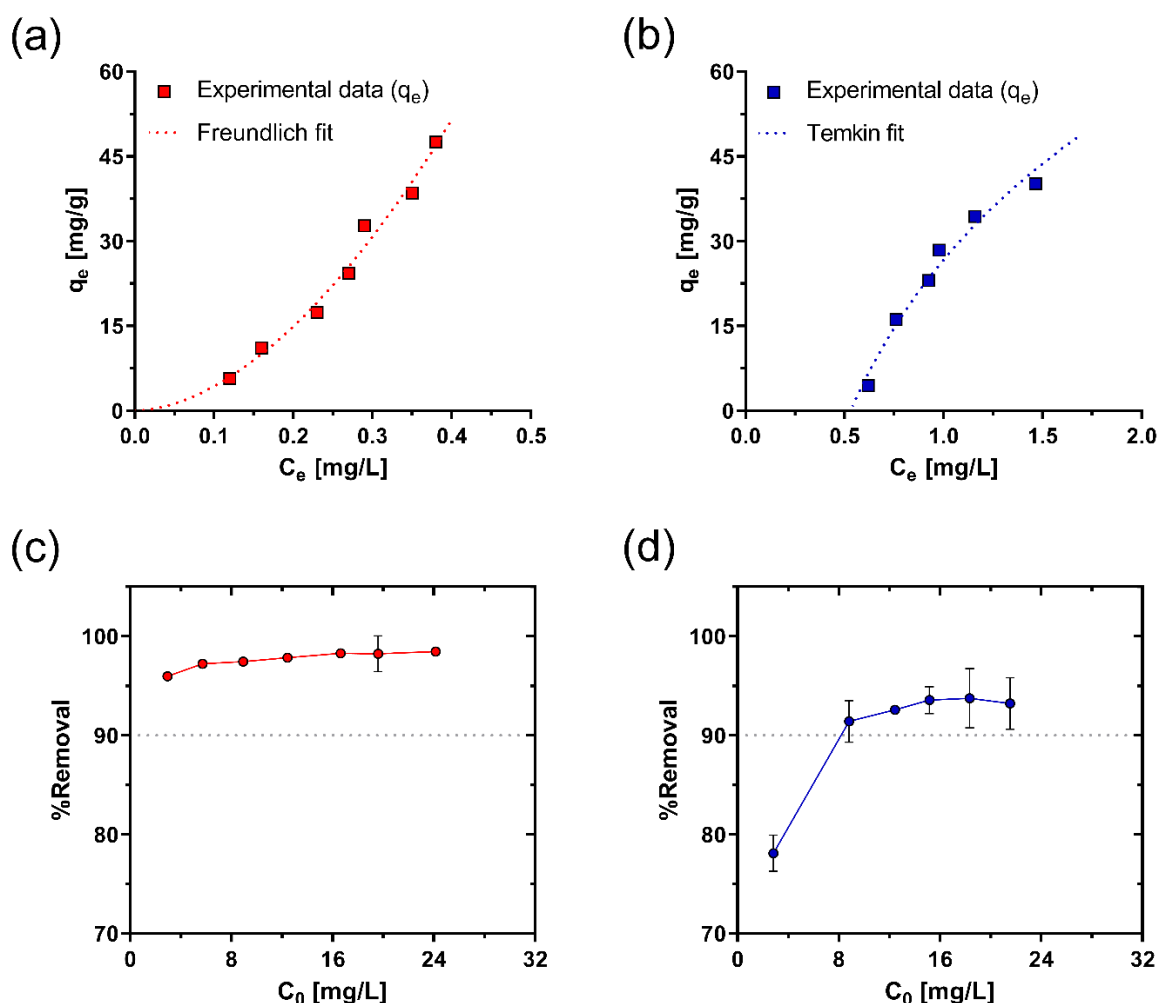 (a)
60
45
30
15
0
qe [mg/g]
Experimental data (qe)
Freundlich fit
0.0 0.1 0.2 0.3 0.4 0.5
Ce [mg/L]
(b)
60
45
30
15
0
qe [mg/g]
Experimental data (qe)
Temkin fit
0.0 0.5 1.0 1.5 2.0
Ce [mg/L]
(c)
100
90
80
70
%Removal
0 8 16 24 32
C0 [mg/L]
(d)
100
90
80
70
%Removal
0 8 16 24 32
C0 [mg/L]